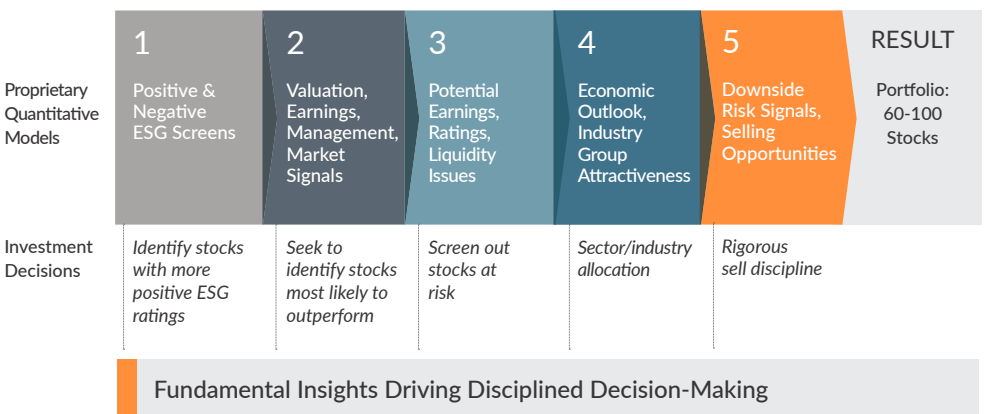 Proprietary
Quantitative
Models
1
Positive &
Negative
ESG Screens
2
Valuation,
Earnings,
Management,
Market
Signals
3
Potential
Earnings,
Ratings,
Liquidity
Issues
4
Economic
Outlook,
Industry
Group
Attractiveness
5
Downside
Risk Signals,
Selling
Opportunities
RESULT
Portfolio:
60-100
Stocks
Investment
Decisions
Identify stocks
with more
positive ESG
ratings
Seek to
identify stocks
most likely to
outperform
Screen out
stocks at
risk
Sector/industry
allocation
Rigorous
sell discipline
Fundamental Insights Driving Disciplined Decision-Making